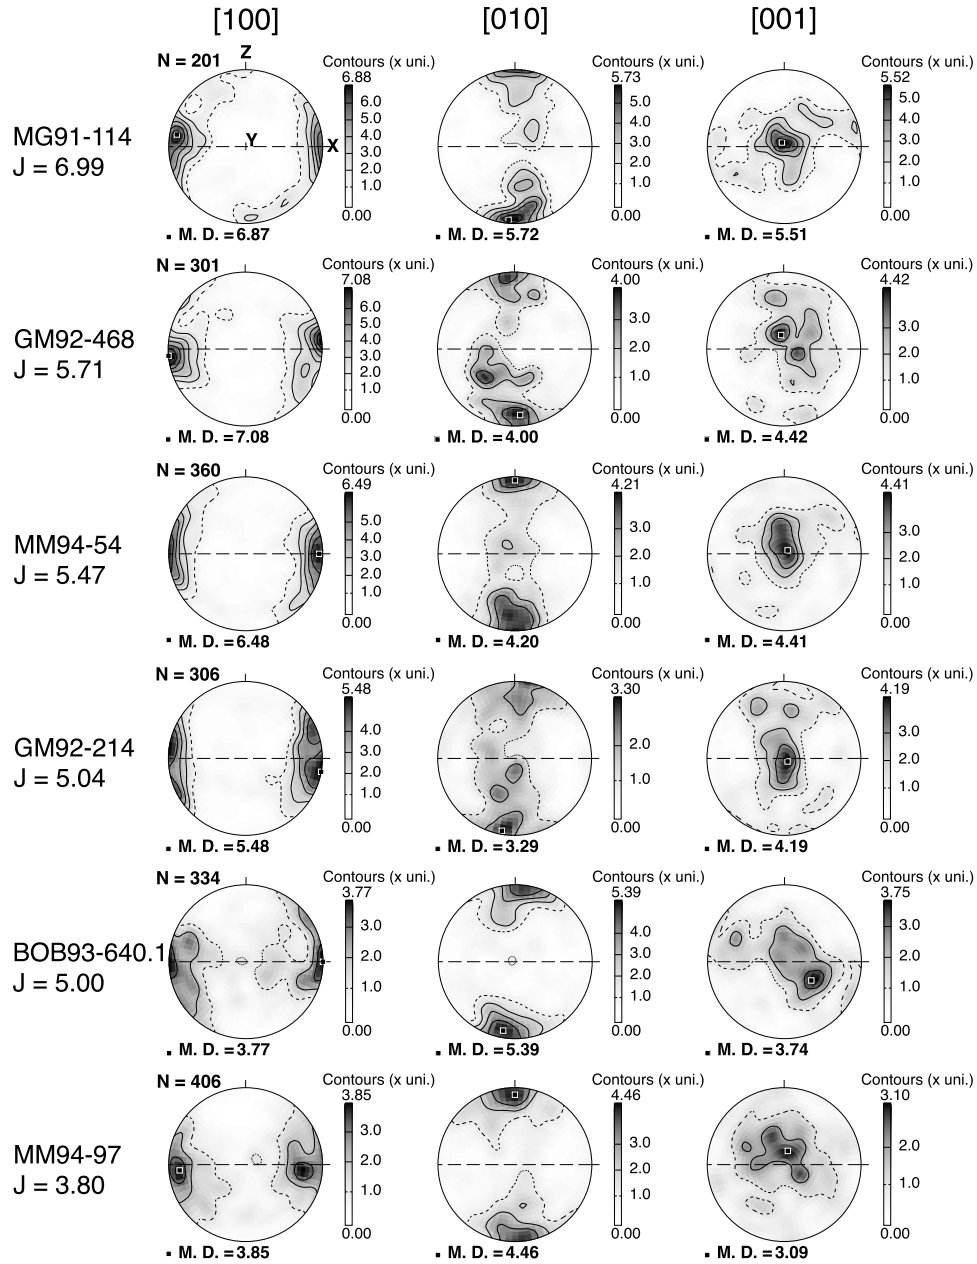 [100] [010] [001]
N = 201 Z Contours (x uni.) Contours (x uni.) Contours (x uni.)
6.88 5.73 5.52
6.0 5.0 5.0
5.0 4.0 4.0
4.0 3.0 3.0
3.0 2.0 2.0
2.0 1.0 1.0
1.0
0.00 0.00 0.00
Y X
MG91-114
J = 6.99
M. D. = 6.87 M. D. = 5.72 M. D. = 5.51
N = 301 Contours (x uni.) Contours (x uni.) Contours (x uni.)
7.08 4.00 4.42
6.0 3.0 3.0
5.0 2.0 2.0
4.0 1.0 1.0
3.0
2.0
1.0
0.00 0.00 0.00
GM92-468
J = 5.71
M. D. = 7.08 M. D. = 4.00 M. D. = 4.42
N = 360 Contours (x uni.) Contours (x uni.) Contours (x uni.)
6.49 4.21 4.41
5.0 3.0 3.0
4.0 2.0 2.0
3.0 1.0 1.0
2.0
1.0
0.00 0.00 0.00
MM94-54
J = 5.47
M. D. = 6.48 M. D. = 4.20 M. D. = 4.41
N = 306 Contours (x uni.) Contours (x uni.) Contours (x uni.)
5.48 3.30 4.19
4.0 2.0 3.0
3.0 1.0 2.0
2.0 1.0
1.0
0.00 0.00 0.00
GM92-214
J = 5.04
M. D. = 5.48 M. D. = 3.29 M. D. = 4.19
N = 334 Contours (x uni.) Contours (x uni.) Contours (x uni.)
3.77 5.39 3.75
3.0 4.0 3.0
2.0 3.0 2.0
1.0 2.0 1.0
1.0
0.00 0.00 0.00
BOB93-640.1
J = 5.00
M. D. = 3.77 M. D. = 5.39 M. D. = 3.74
N = 406 Contours (x uni.) Contours (x uni.) Contours (x uni.)
3.85 4.46 3.10
3.0 3.0 2.0
2.0 2.0 1.0
1.0 1.0
0.00 0.00 0.00
MM94-97
J = 3.80
M. D. = 3.85 M. D. = 4.46 M. D. = 3.09